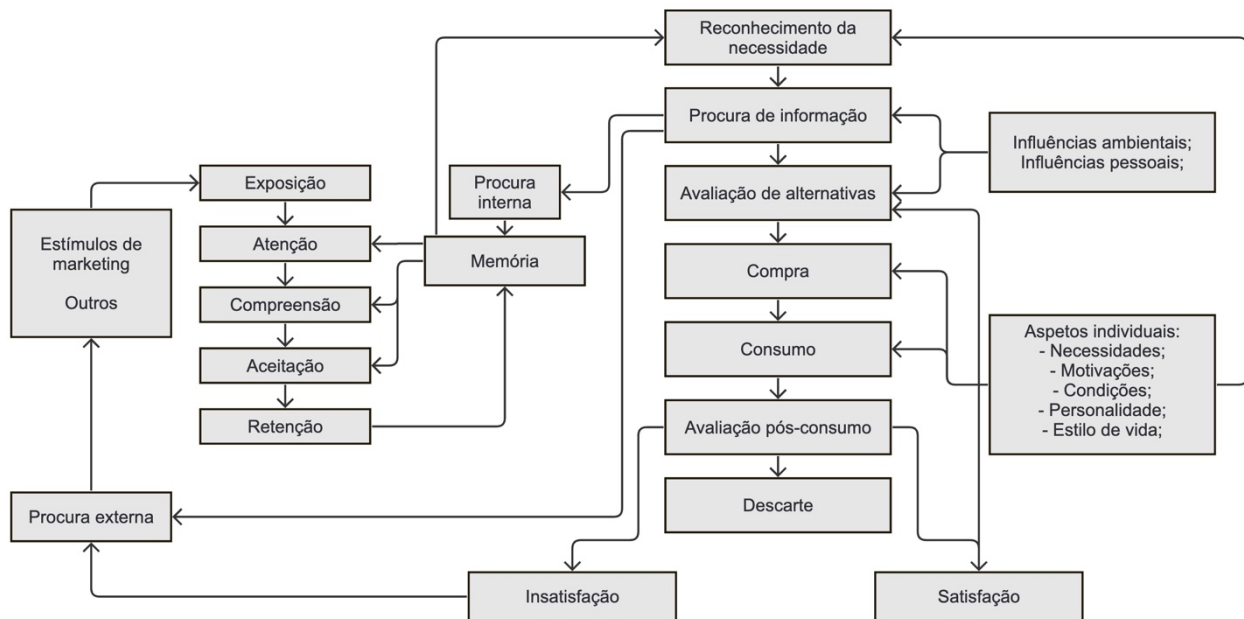 Reconhecimento da
necessidade
Procura de informação
Influências ambientais;
Influências pessoais;
Exposição
Procura
interna
Avaliação de alternativas
Estímulos de
marketing
Outros
Atenção
Memória
Compra
Compreensão
Aceitação
Consumo
Aspetos individuais:
- Necessidades;
- Motivações;
- Condições;
- Personalidade;
- Estilo de vida;
Retenção
Avaliação pós-consumo
Procura externa
Descarte
Insatisfação
Satisfação